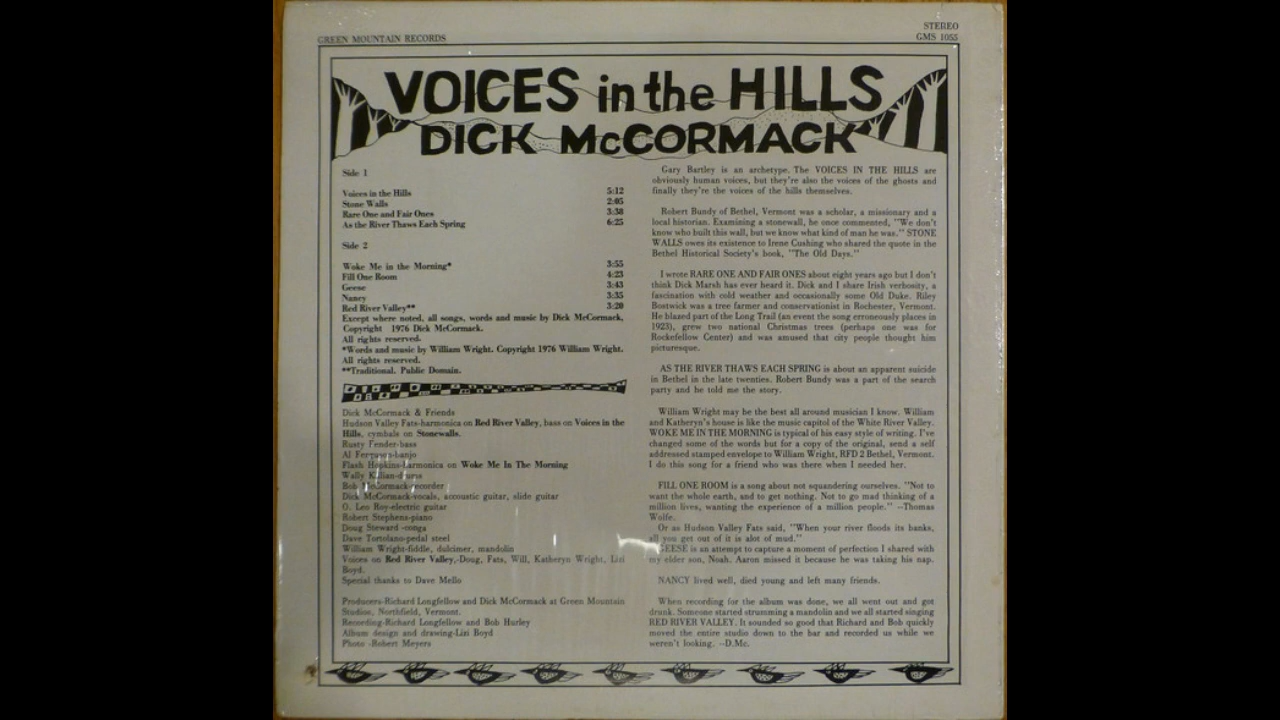 GREEN MOUNTAIN RECORDS
STEREO
GMS 1055
VOICES in the HILLS
DICK McCORMACK
Side 1
Voices in the Hills 5:12
Stone Walls 2:05
Rare One and Fair Ones 3:38
As the River Thaws Each Spring 6:25
Side 2
Woke Me in the Morning* 3:55
Fill One Room 4:23
Geese 3:43
Nancy 3:35
Red River Valley** 3:20
Except where noted, all songs, words and music by Dick McCormack,
Copyright 1976 Dick McCormack.
All rights reserved.
*Words and music by William Wright. Copyright 1976 William Wright.
All rights reserved.
**Traditional. Public Domain.
Dick McCormack & Friends
Hudson Valley Fats-harmonica on Red River Valley, bass on Voices in the
Hills, cymbals on Stonewalls.
Rusty Fender-bass
Al Ferguson-banjo
Flash Hopkins-harmonica on Woke Me In The Morning
Wally Killian-drums
Bob McCormack-recorder
Dick McCormack-vocals, accoustic guitar, slide guitar
O. Leo Roy-electric guitar
Robert Stephens-piano
Doug Steward -conga
Dave Tortolano-pedal steel
William Wright-fiddle, dulcimer, mandolin
Voices on Red River Valley,-Doug, Fats, Will, Katheryn Wright, Lizi
Boyd.
Special thanks to Dave Mello
Producers-Richard Longfellow and Dick McCormack at Green Mountain
Studios, Northfield, Vermont.
Recording-Richard Longfellow and Bob Hurley
Album design and drawing-Lizi Boyd
Photo -Robert Meyers
Gary Bartley is an archetype. The VOICES IN THE HILLS are
obviously human voices, but they're also the voices of the ghosts and
finally they're the voices of the hills themselves.
Robert Bundy of Bethel, Vermont was a scholar, a missionary and a
local historian. Examining a stonewall, he once commented, "We don't
know who built this wall, but we know what kind of man he was." STONE
WALLS owes its existence to Irene Cushing who shared the quote in the
Bethel Historical Society's book, "The Old Days."
I wrote RARE ONE AND FAIR ONES about eight years ago but I don't
think Dick Marsh has ever heard it. Dick and I share Irish verbosity, a
fascination with cold weather and occasionally some Old Duke. Riley
Bostwick was a tree farmer and conservationist in Rochester, Vermont.
He blazed part of the Long Trail (an event the song erroneously places in
1923), grew two national Christmas trees (perhaps one was for
Rockefellow Center) and was amused that city people thought him
picturesque.
AS THE RIVER THAWS EACH SPRING is about an apparent suicide
in Bethel in the late twenties. Robert Bundy was a part of the search
party and he told me the story.
William Wright may be the best all around musician I know. William
and Katheryn's house is like the music capitol of the White River Valley.
WOKE ME IN THE MORNING is typical of his easy style of writing. I've
changed some of the words but for a copy of the original, send a self
addressed stamped envelope to William Wright, RFD 2 Bethel, Vermont.
I do this song for a friend who was there when I needed her.
FILL ONE ROOM is a song about not squandering ourselves. "Not to
want the whole earth, and to get nothing. Not to go mad thinking of a
million lives, wanting the experience of a million people." --Thomas
Wolfe.
Or as Hudson Valley Fats said, "When your river floods its banks,
all you get out of it is alot of mud."
GEESE is an attempt to capture a moment of perfection I shared with
my elder son, Noah. Aaron missed it because he was taking his nap.
NANCY lived well, died young and left many friends.
When recording for the album was done, we all went out and got
drunk. Someone started strumming a mandolin and we all started singing
RED RIVER VALLEY. It sounded so good that Richard and Bob quickly
moved the entire studio down to the bar and recorded us while we
weren't looking. --D.Mc.